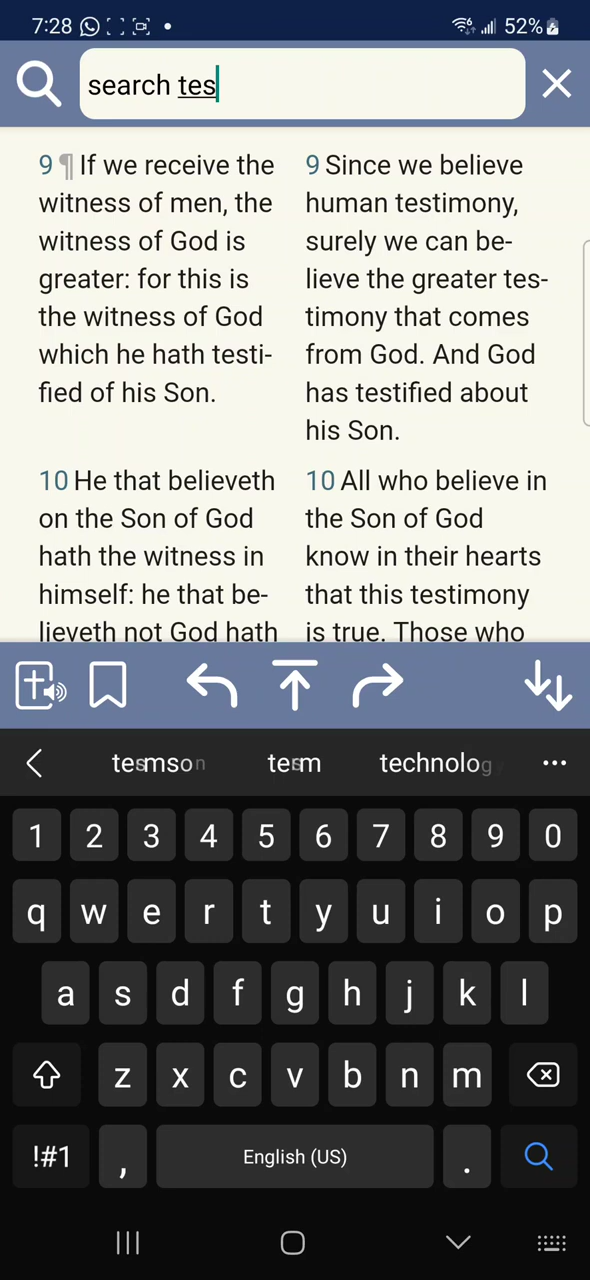 7:28 52%
search tes
9 ¶ If we receive the
witness of men, the
witness of God is
greater: for this is
the witness of God
which he hath testi-
fied of his Son.
10 He that believeth
on the Son of God
hath the witness in
himself: he that be-
lieveth not God hath
9 Since we believe
human testimony,
surely we can be-
lieve the greater tes-
timony that comes
from God. And God
has testified about
his Son.
10 All who believe in
the Son of God
know in their hearts
that this testimony
is true. Those who
technolog
1 2 3 4 5 6 7 8 9 0
q w e r t y u i o p
a s d f g h j k l
z x c v b n m
!#1 , English (US) .